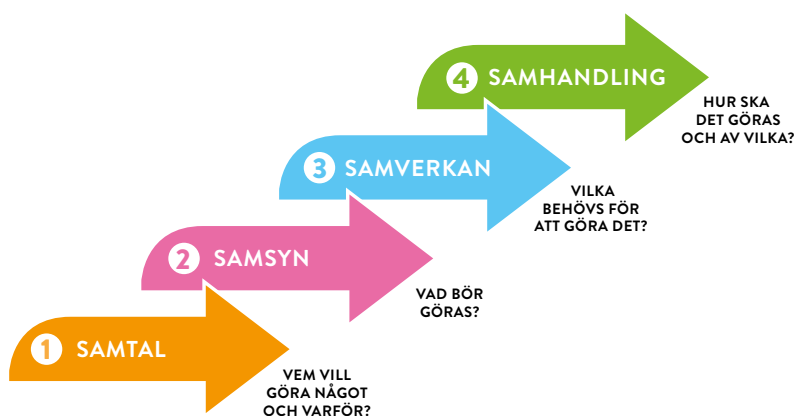 4 SAMHANDLING
HUR SKA
DET GÖRAS
OCH AV VILKA?
3 SAMVERKAN
VILKA
BEHÖVS FÖR
ATT GÖRA DET?
2 SAMSYN
VAD BÖR
GÖRAS?
1 SAMTAL
VEM VILL
GÖRA NÅGOT
OCH VARFÖR?